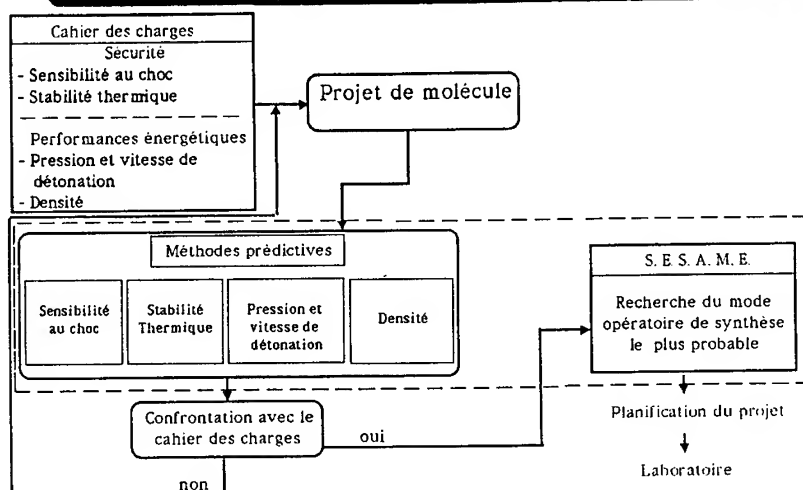 Cahier des charges
Sécurité
- Sensibilité au choc
- Stabilité thermique
Performances énergétiques
- Pression et vitesse de
détonation
- Densité
Projet de molécule
Méthodes prédictives
Sensibilité
au choc
Stabilité
Thermique
Pression et
vitesse de
détonation
Densité
S. E. S. A. M. E.
Recherche du mode
opératoire de synthèse
le plus probable
Confrontation avec le
cahier des charges
oui
non
Planification du projet
Laboratoire